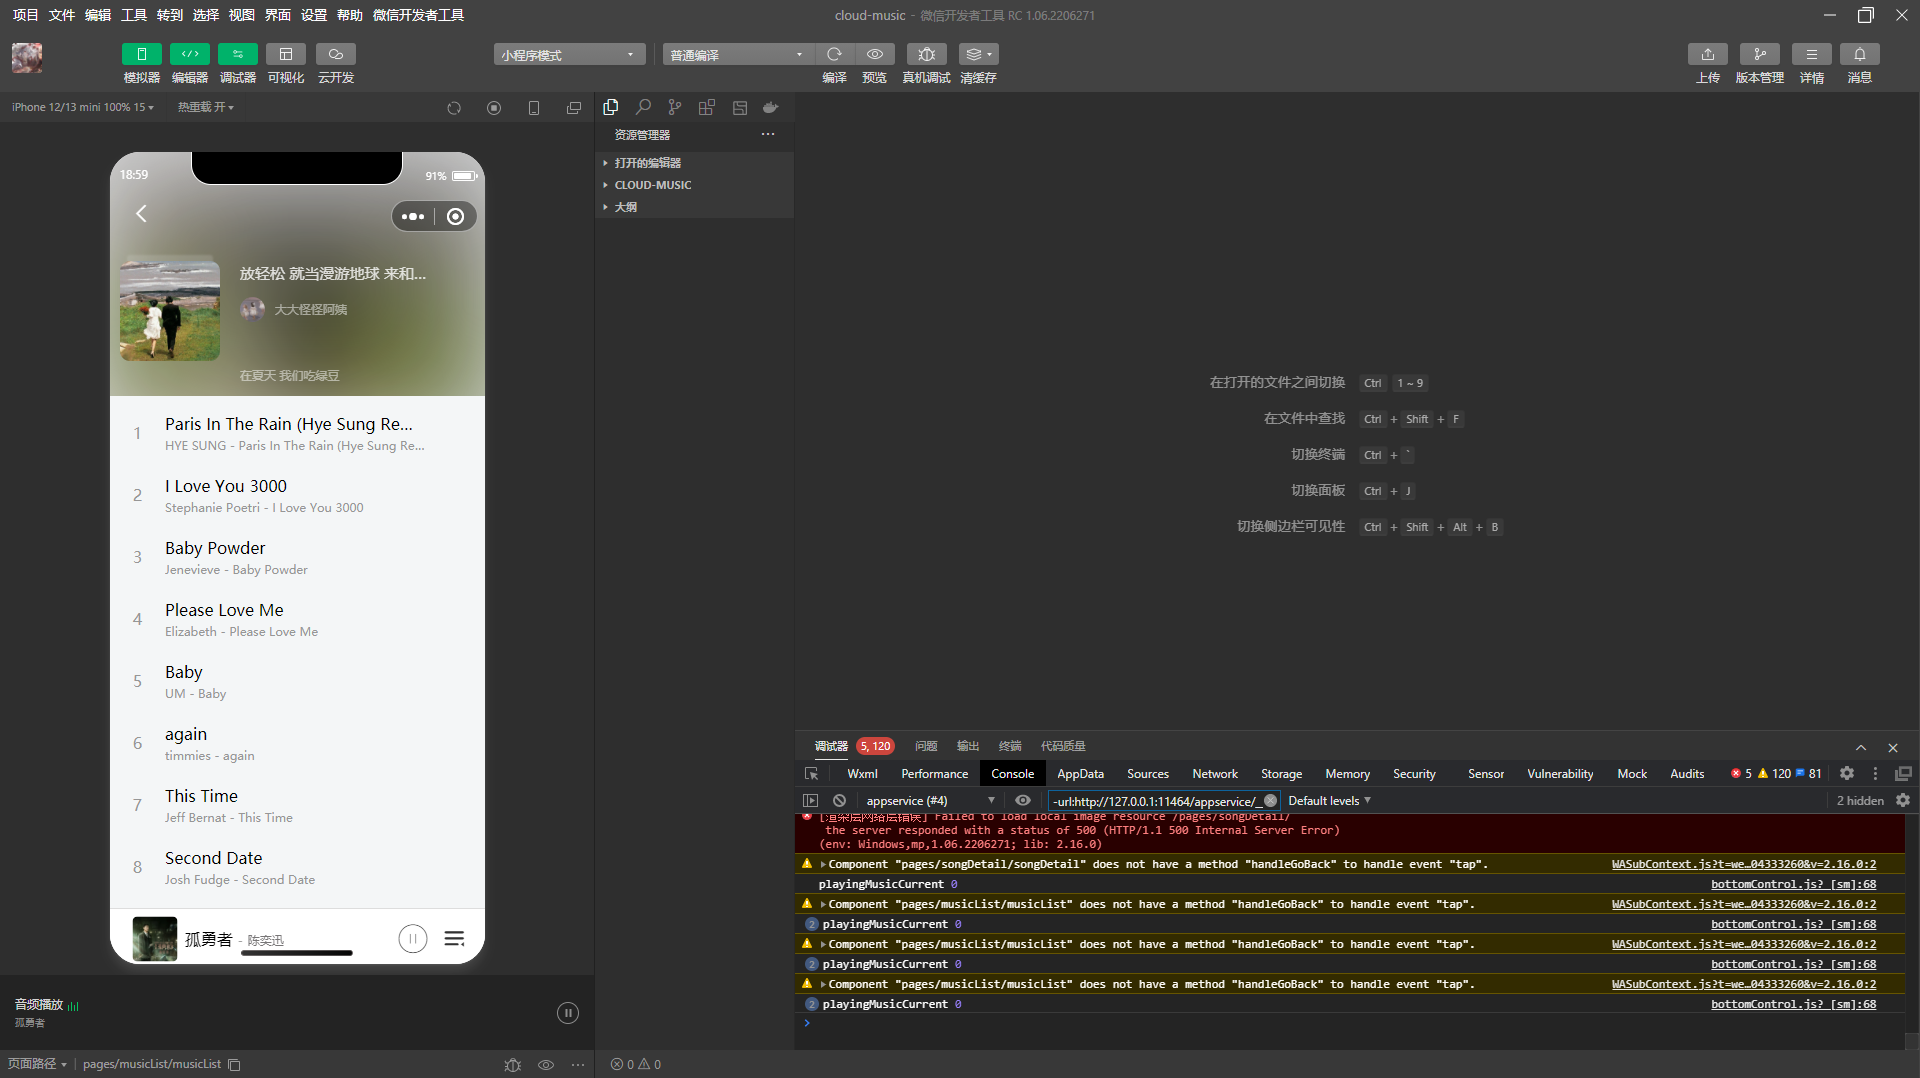 项目 文件 编辑 工具 转到 选择 视图 界面 设置 帮助 微信开发者工具
cloud-music - 微信开发者工具 RC 1.06.2206271
模拟器 编辑器 调试器 可视化 云开发
小程序模式 普通编译
编译 预览 真机调试 清缓存
上传 版本管理 详情 消息
iPhone 12/13 mini 100% 15 热重载 开
资源管理器
打开的编辑器
CLOUD-MUSIC
大纲
18:59 91%
放轻松 就当漫游地球 来和...
大大怪怪阿姨
在夏天 我们吃绿豆
1 Paris In The Rain (Hye Sung Re...
HYE SUNG - Paris In The Rain (Hye Sung Re...
2 I Love You 3000
Stephanie Poetri - I Love You 3000
3 Baby Powder
Jenevieve - Baby Powder
4 Please Love Me
Elizabeth - Please Love Me
5 Baby
UM - Baby
6 again
timmies - again
7 This Time
Jeff Bernat - This Time
8 Second Date
Josh Fudge - Second Date
孤勇者 - 陈奕迅
音频播放
孤勇者
页面路径 pages/musicList/musicList
0 0
在打开的文件之间切换 Ctrl 1 ~ 9
在文件中查找 Ctrl + Shift + F
切换终端 Ctrl + `
切换面板 Ctrl + J
切换侧边栏可见性 Ctrl + Shift + Alt + B
调试器 5, 120 问题 输出 终端 代码质量
Wxml Performance Console AppData Sources Network Storage Memory Security Sensor Vulnerability Mock Audits 5 120 81
appservice (#4) -url:http://127.0.0.1:11464/appservice/_ Default levels 2 hidden
[渲染层网络层错误] Failed to load local image resource /pages/songDetail/
the server responded with a status of 500 (HTTP/1.1 500 Internal Server Error)
(env: Windows,mp,1.06.2206271; lib: 2.16.0)
Component "pages/songDetail/songDetail" does not have a method "handleGoBack" to handle event "tap". WASubContext.js?t=we…04333260&v=2.16.0:2
playingMusicCurrent 0 bottomControl.js? [sm]:68
Component "pages/musicList/musicList" does not have a method "handleGoBack" to handle event "tap". WASubContext.js?t=we…04333260&v=2.16.0:2
2 playingMusicCurrent 0 bottomControl.js? [sm]:68
Component "pages/musicList/musicList" does not have a method "handleGoBack" to handle event "tap". WASubContext.js?t=we…04333260&v=2.16.0:2
2 playingMusicCurrent 0 bottomControl.js? [sm]:68
Component "pages/musicList/musicList" does not have a method "handleGoBack" to handle event "tap". WASubContext.js?t=we…04333260&v=2.16.0:2
2 playingMusicCurrent 0 bottomControl.js? [sm]:68